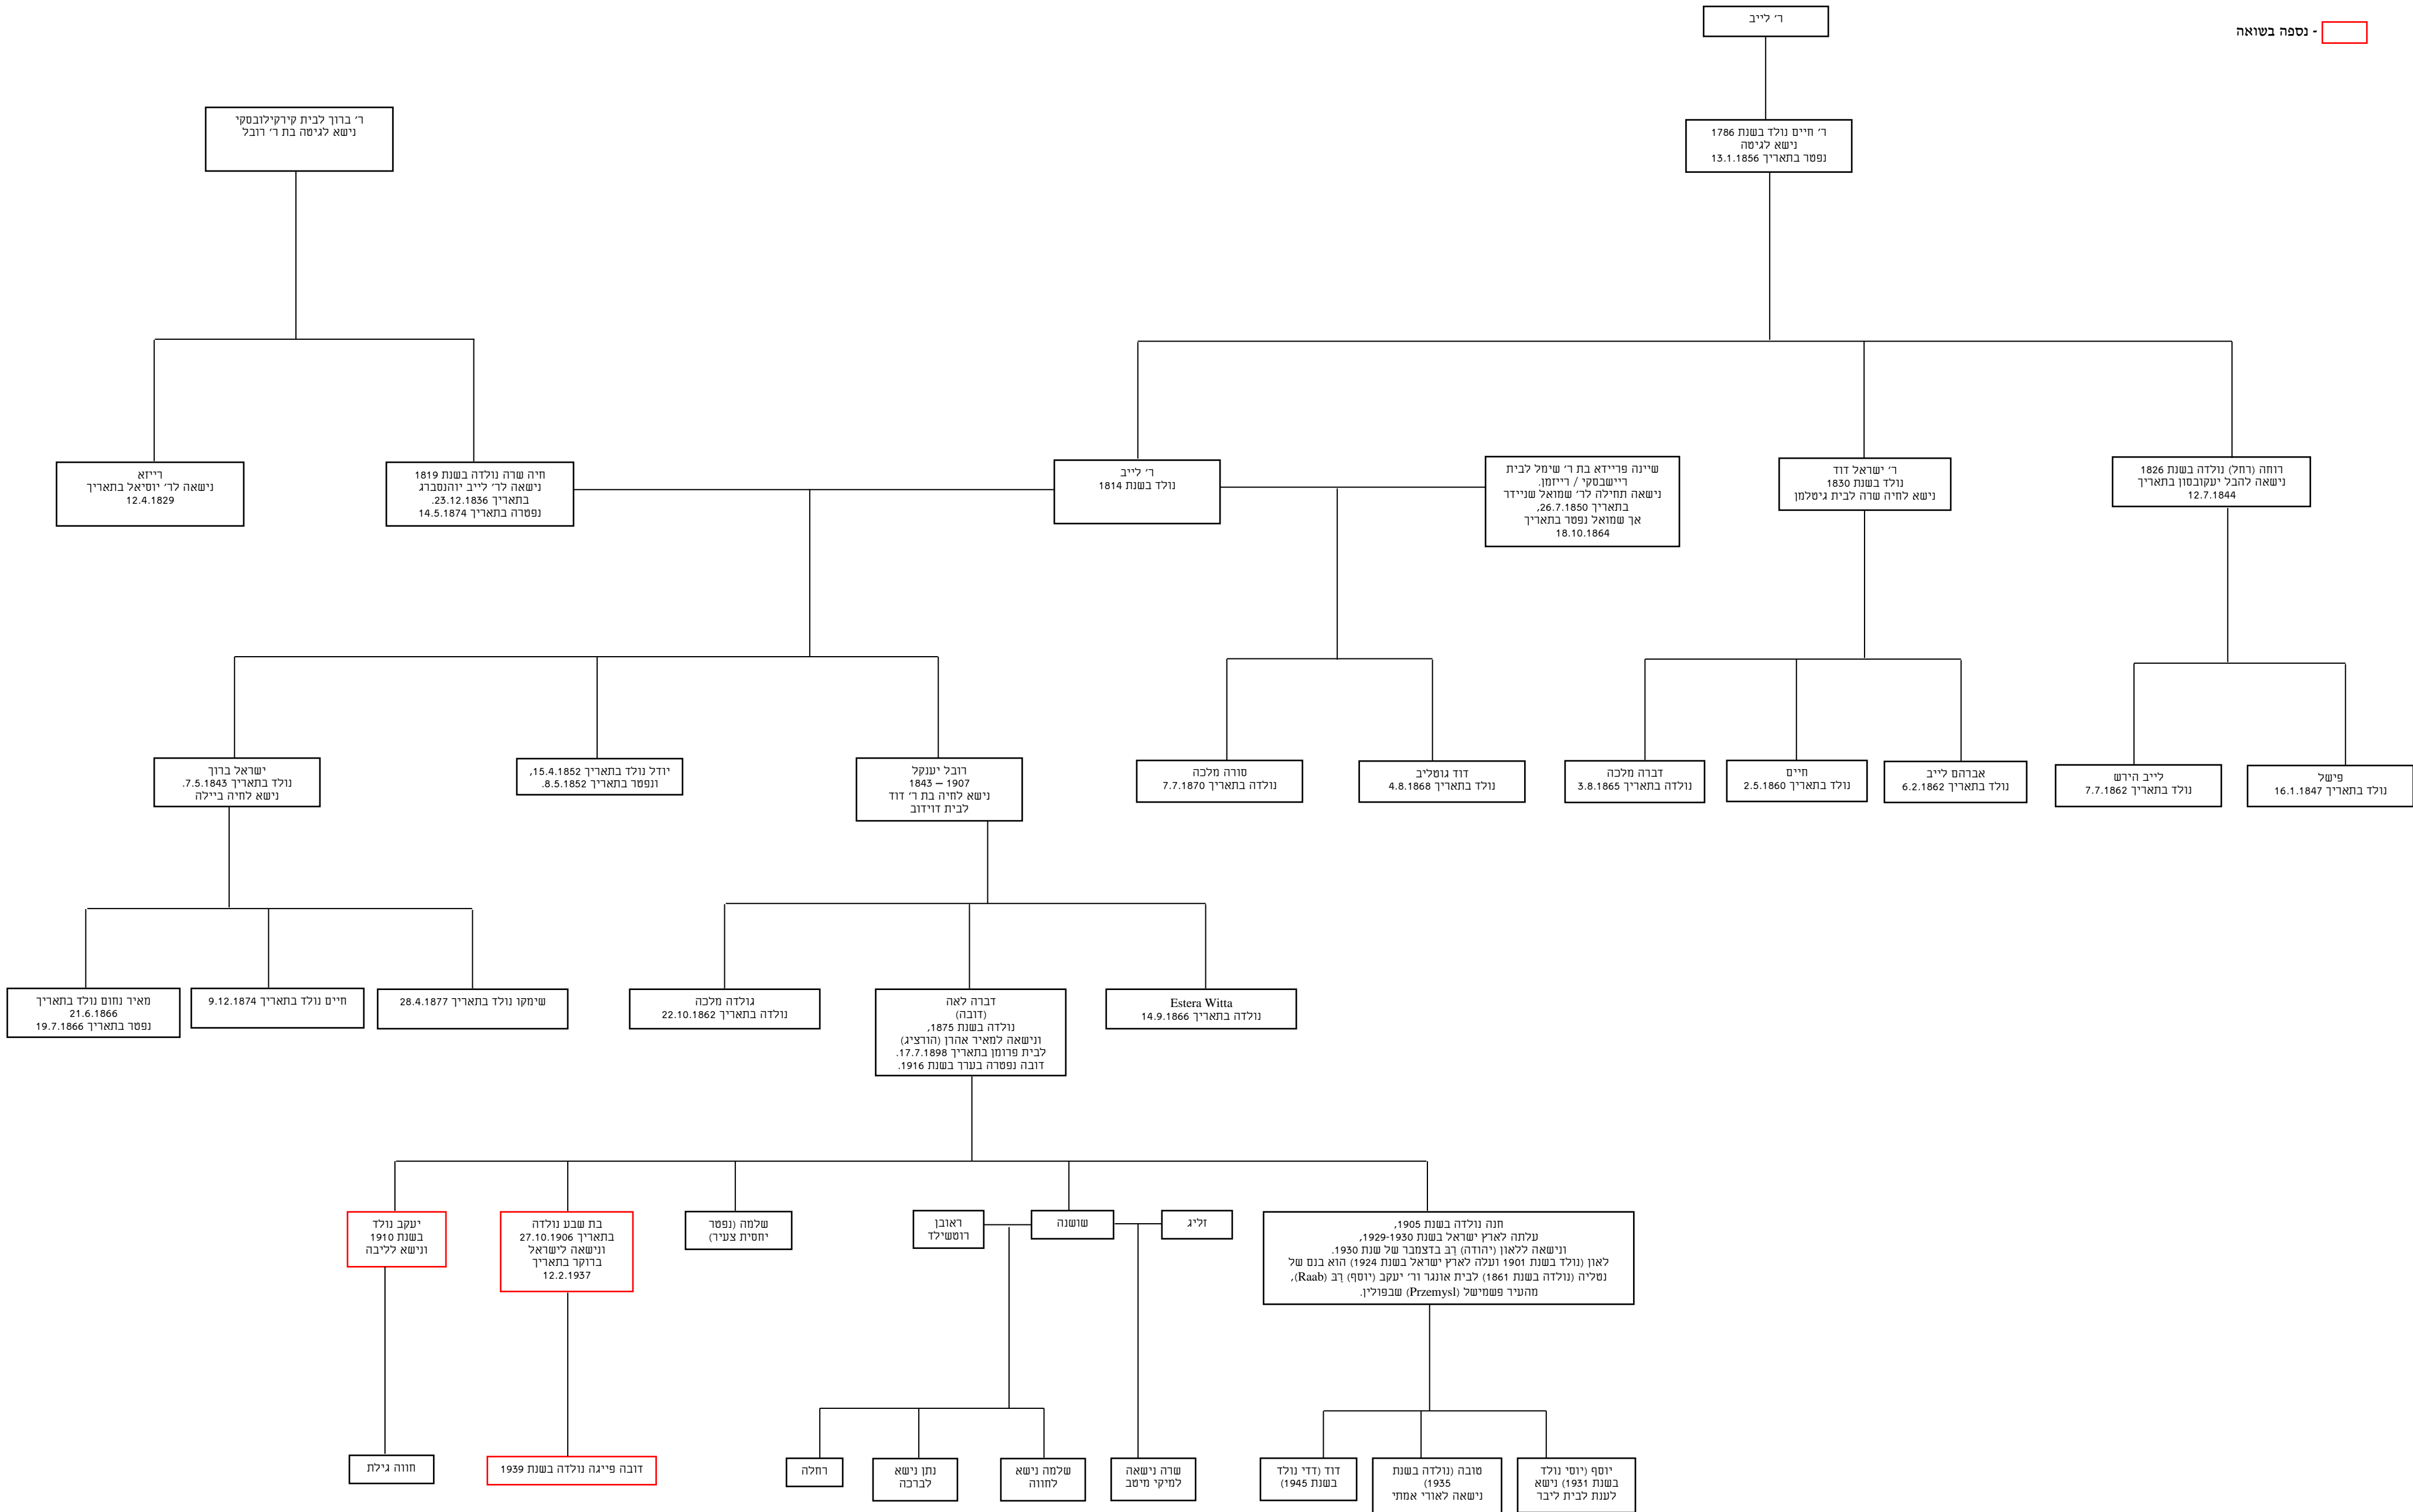 ר' לייב
- נספה בשואה
ר' חיים נולד בשנת 1786
נישא לגיטה
נפטר בתאריך 13.1.1856
ר' ברוך לבית קירקילובסקי
נישא לגיטה בת ר' רובל
רוחה (רחל) נולדה בשנת 1826
נישאה להבל יעקובסון בתאריך
12.7.1844
ר' ישראל דוד
נולד בשנת 1830
נישא לחיה שרה לבית גיטלמן
שיינה פריידא בת ר' שימל לבית
ריישבסקי / רייזמן.
נישאה תחילה לר' שמואל שניידר
בתאריך 26.7.1850,
אך שמואל נפטר בתאריך
18.10.1864
ר' לייב
נולד בשנת 1814
חיה שרה נולדה בשנת 1819
נישאה לר' לייב יוהנסברג
בתאריך 23.12.1836.
נפטרה בתאריך 14.5.1874
רייזא
נישאה לר' יוסיאל בתאריך
12.4.1829
פישל
נולד בתאריך 16.1.1847
לייב הירש
נולד בתאריך 7.7.1862
אברהם לייב
נולד בתאריך 6.2.1862
חיים
נולד בתאריך 2.5.1860
דברה מלכה
נולדה בתאריך 3.8.1865
דוד גוטליב
נולד בתאריך 4.8.1868
סורה מלכה
נולדה בתאריך 7.7.1870
רובל יענקל
1843 – 1907
נישא לחיה בת ר' דוד
לבית דוידוב
יודל נולד בתאריך 15.4.1852,
ונפטר בתאריך 8.5.1852.
ישראל ברוך
נולד בתאריך 7.5.1843.
נישא לחיה ביילה
Estera Witta
נולדה בתאריך 14.9.1866
דברה לאה
(דובה)
נולדה בשנת 1875,
ונישאה למאיר אהרן (הורציג)
לבית פרומן בתאריך 17.7.1898.
דובה נפטרה בערך בשנת 1916.
גולדה מלכה
נולדה בתאריך 22.10.1862
שימקו נולד בתאריך 28.4.1877
חיים נולד בתאריך 9.12.1874
מאיר נחום נולד בתאריך
21.6.1866
נפטר בתאריך 19.7.1866
חנה נולדה בשנת 1905,
עלתה לארץ ישראל בשנת 1929-1930,
ונישאה ללאון (יהודה) רָבּ בדצמבר של שנת 1930.
לאון (נולד בשנת 1901 ועלה לארץ ישראל בשנת 1924) הוא בנם של
נטליה (נולדה בשנת 1861) לבית אונגר ור' יעקב (יוסף) רָבּ (Raab),
מהעיר פשמישל (Przemysl) שבפולין.
זליג
שושנה
ראובן
רוטשילד
שלמה (נפטר
יחסית צעיר)
בת שבע נולדה
בתאריך 27.10.1906
ונישאה לישראל
ברוקר בתאריך
12.2.1937
יעקב נולד
בשנת 1910
ונישא לליבה
יוסף (יוסי נולד
בשנת 1931) נישא
לענת לבית ליבר
טובה (נולדה בשנת
1935)
נישאה לאורי אמתי
דוד (דדי נולד
בשנת 1945)
שרה נישאה
למיקי מיטב
שלמה נישא
לחווה
נתן נישא
לברכה
רחלה
דובה פייגה נולדה בשנת 1939
חווה גילת